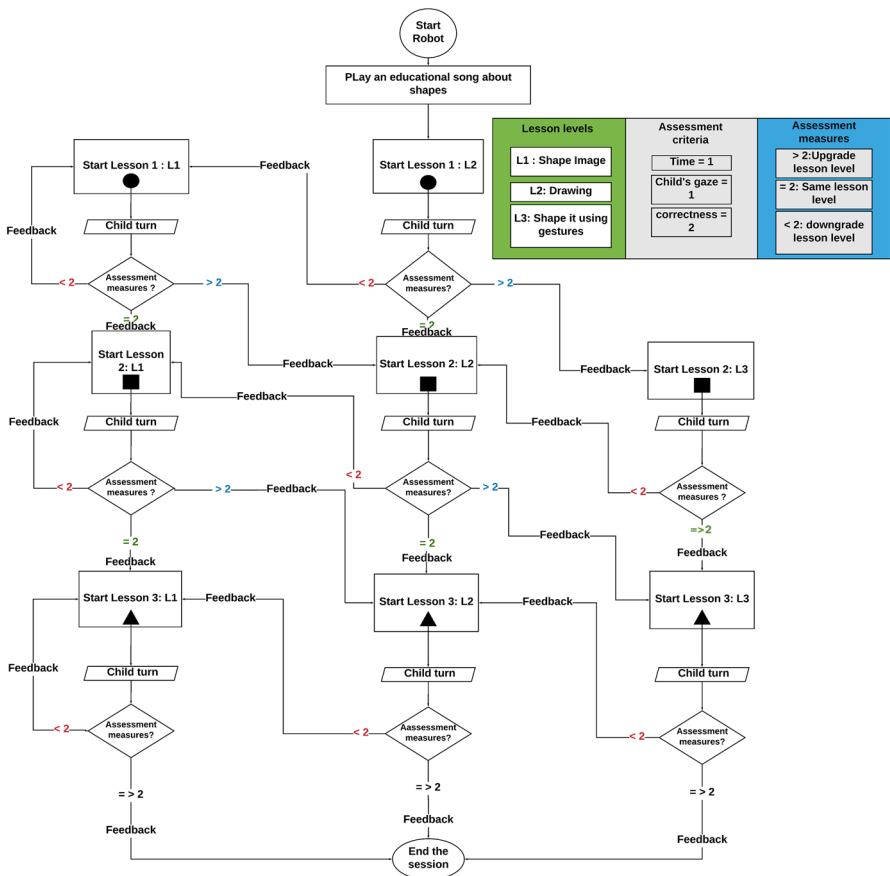 Start
Robot
PLay an educational song about
shapes
Lesson levels
L1 : Shape Image
L2: Drawing
L3: Shape it using
gestures
Assessment
criteria
Time = 1
Child's gaze =
1
correctness =
2
Assessment
measures
> 2:Upgrade
lesson level
= 2: Same lesson
level
< 2: downgrade
lesson level
Start Lesson 1 : L1
Feedback
Start Lesson 1 : L2
Feedback
Child turn
Child turn
< 2
Assessment
measures ?
> 2
< 2
Assessment
measures?
> 2
= 2
Feedback
= 2
Feedback
Start Lesson
2: L1
Feedback
Start Lesson 2: L2
Feedback
Start Lesson 2: L3
Feedback
Child turn
Child turn
Feedback
Feedback
Child turn
< 2
Assessment
measures ?
> 2
Feedback
< 2
Assessment
measures?
> 2
< 2
Assessment
measures ?
= 2
Feedback
= 2
Feedback
Feedback
=>2
Feedback
Start Lesson 3: L1
Feedback
Start Lesson 3: L2
Feedback
Start Lesson 3: L3
Feedback
Child turn
Child turn
Child turn
< 2
Assessment
measures?
< 2
Aassessment
measures?
< 2
Assessment
measures?
= > 2
Feedback
= > 2
Feedback
= > 2
Feedback
End the
session